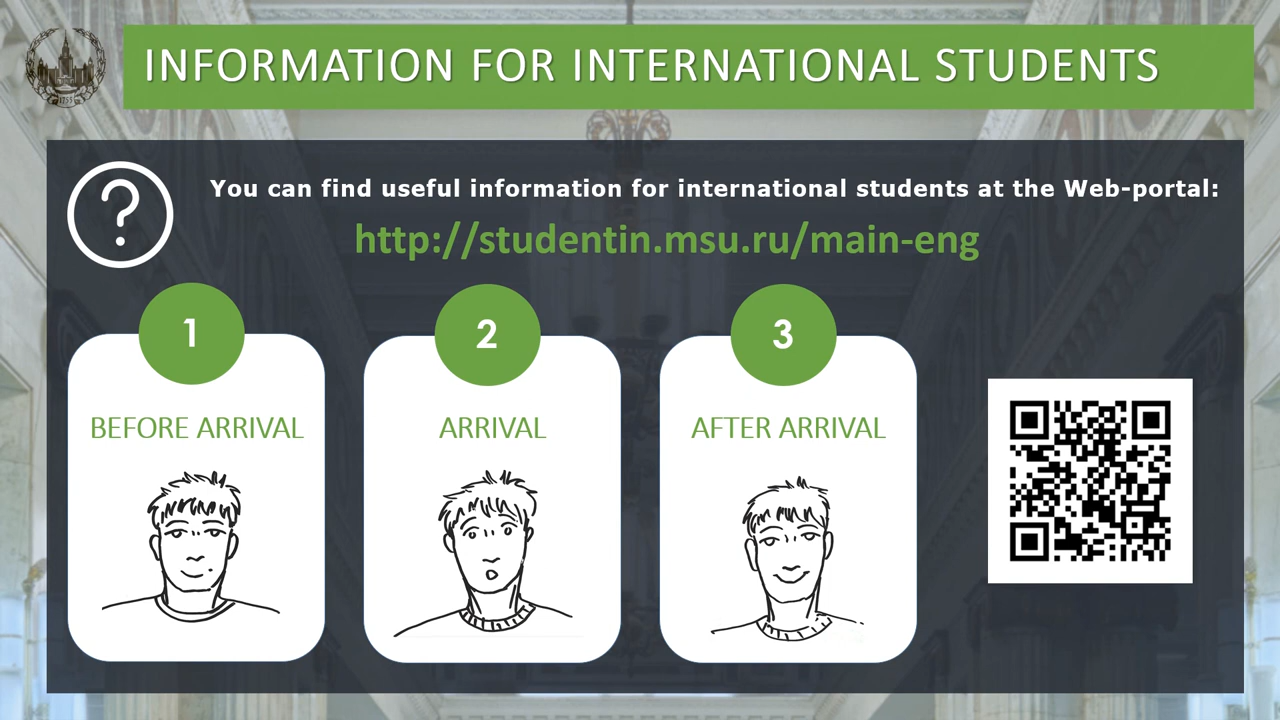 INFORMATION FOR INTERNATIONAL STUDENTS
1755
You can find useful information for international students at the Web-portal:
http://studentin.msu.ru/main-eng
1
BEFORE ARRIVAL
2
ARRIVAL
3
AFTER ARRIVAL